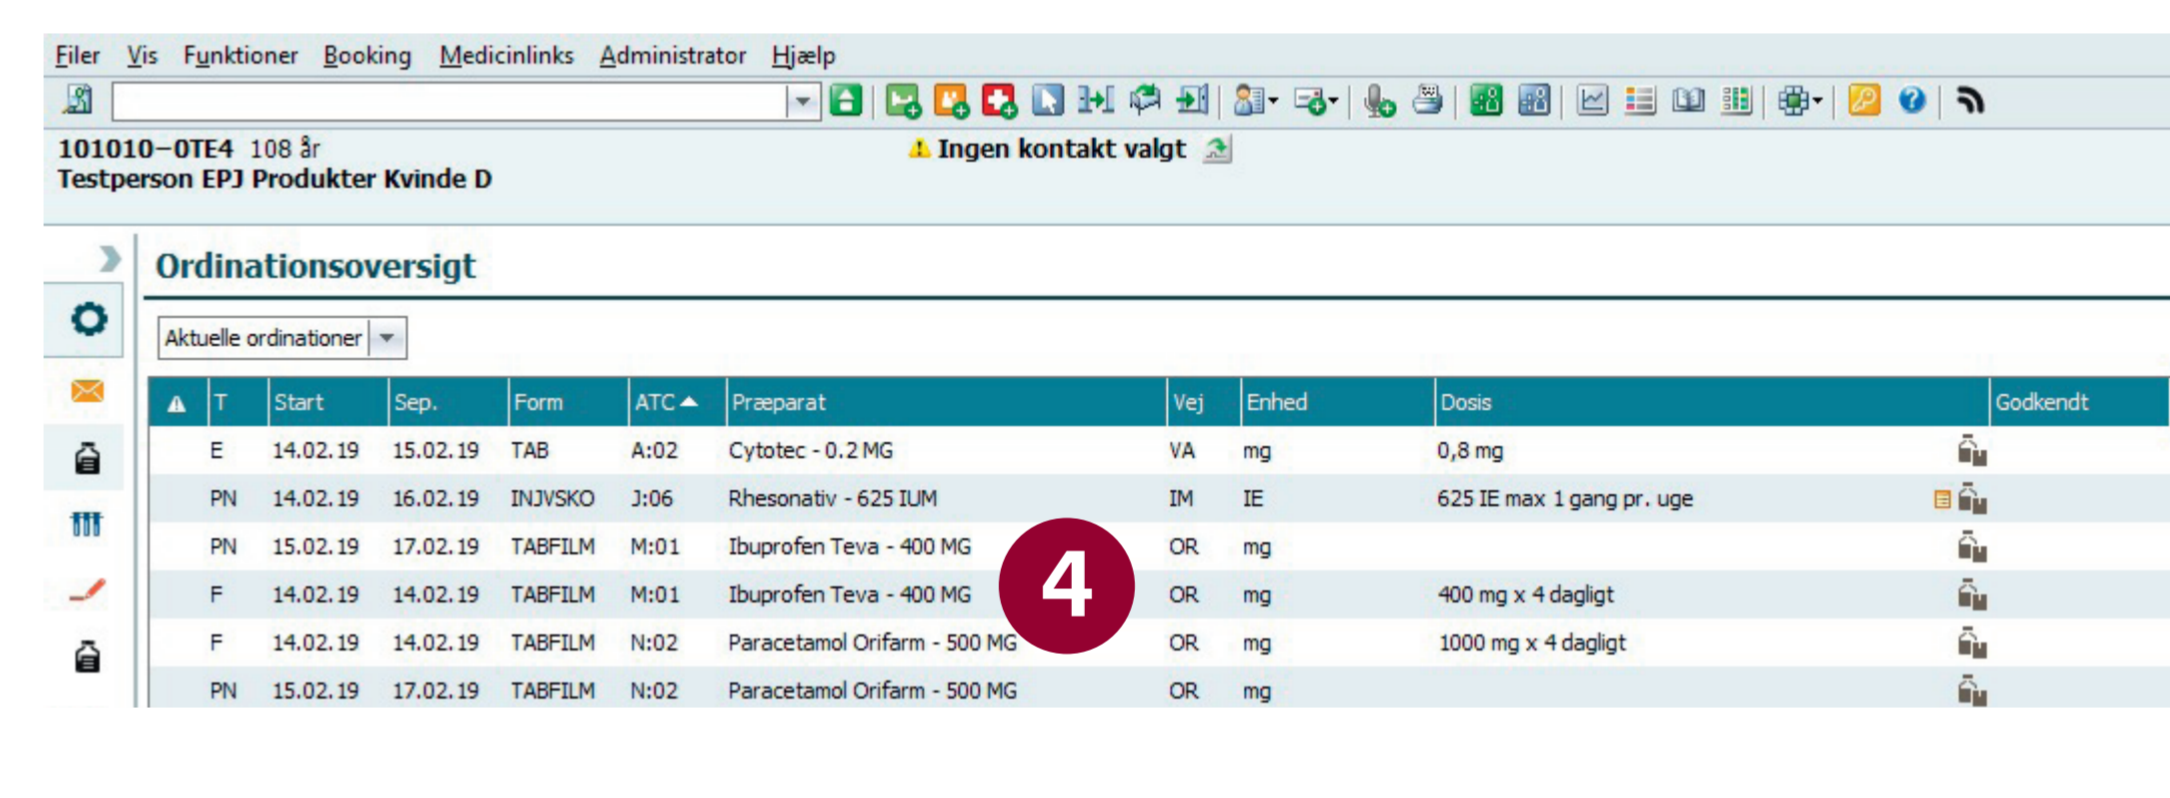 Filer Vis Funktioner Booking Medicinlinks Administrator Hjælp
101010-0TE4 108 år
Ingen kontakt valgt
Testperson EPJ Produkter Kvinde D
Ordinationsoversigt
Aktuelle ordinationer
T Start Sep. Form ATC Præparat Vej Enhed Dosis Godkendt
E 14.02.19 15.02.19 TAB A:02 Cytotec - 0.2 MG VA mg 0,8 mg
PN 14.02.19 16.02.19 INJVSKO J:06 Rhesonativ - 625 IUM IM IE 625 IE max 1 gang pr. uge
PN 15.02.19 17.02.19 TABFILM M:01 Ibuprofen Teva - 400 MG OR mg
F 14.02.19 14.02.19 TABFILM M:01 Ibuprofen Teva - 400 MG OR mg 400 mg x 4 dagligt
4
F 14.02.19 14.02.19 TABFILM N:02 Paracetamol Orifarm - 500 MG OR mg 1000 mg x 4 dagligt
PN 15.02.19 17.02.19 TABFILM N:02 Paracetamol Orifarm - 500 MG OR mg